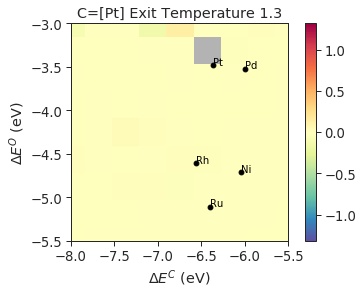 C=[Pt] Exit Temperature 1.3
−3.0
−3.5
−4.0
−4.5
−5.0
−5.5
ΔE^O (eV)
Pt
Pd
Rh
Ni
Ru
−8.0 −7.5 −7.0 −6.5 −6.0 −5.5
ΔE^C (eV)
1.0
0.5
0.0
−0.5
−1.0